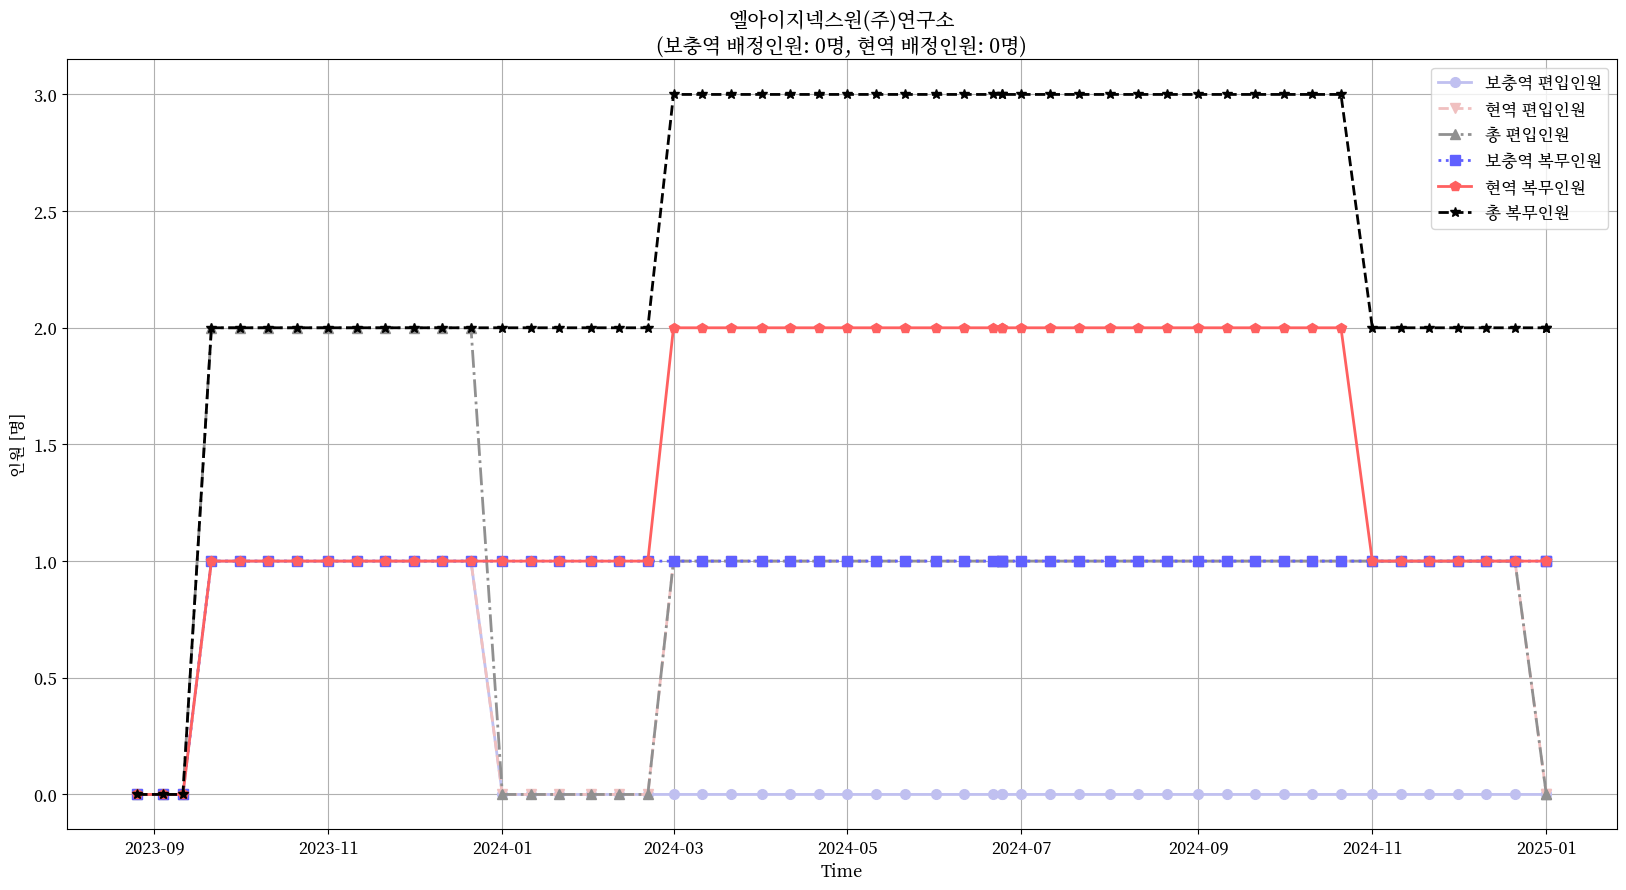 엘아이지넥스원(주)연구소
(보충역 배정인원: 0명, 현역 배정인원: 0명)
보충역 편입인원
현역 편입인원
총 편입인원
보충역 복무인원
현역 복무인원
총 복무인원
인원 [명]
3.0
2.5
2.0
1.5
1.0
0.5
0.0
2023-09
2023-11
2024-01
2024-03
2024-05
2024-07
2024-09
2024-11
2025-01
Time